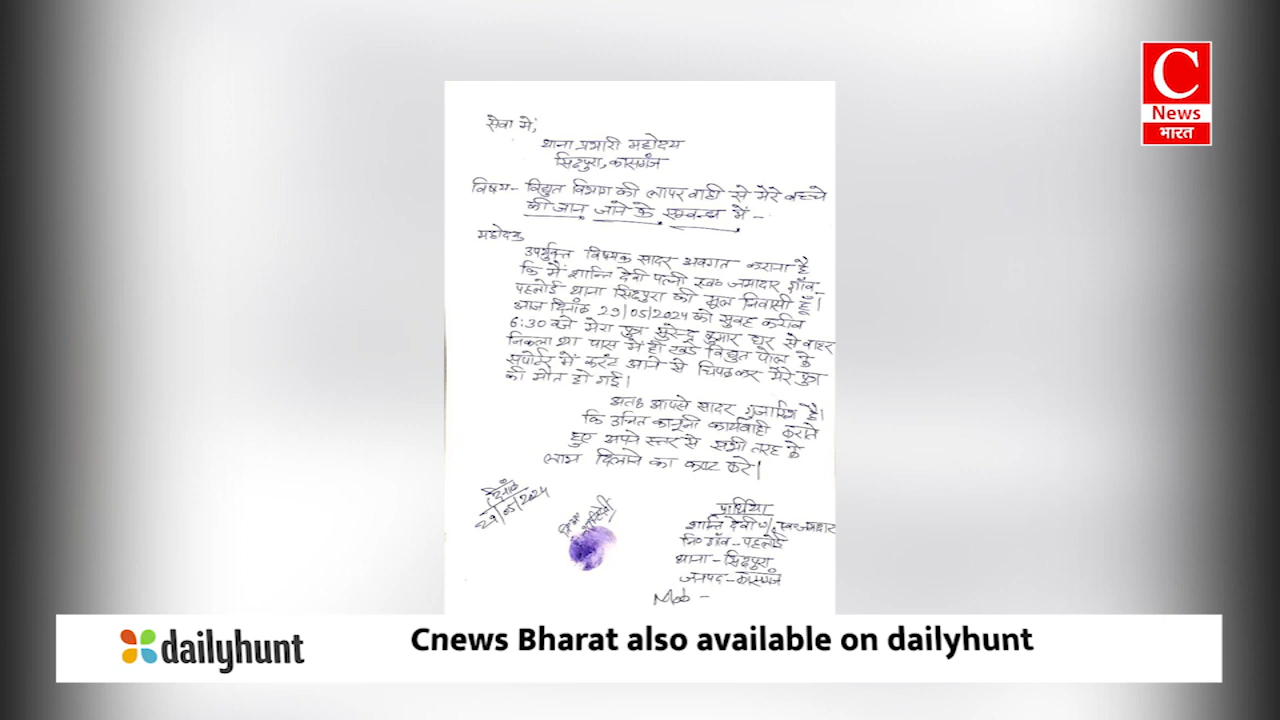 C
News
भारत
सेवा में,
थाना प्रभारी महोदय
सिढ़पुरा, कासगंज
विषय- विद्युत विभाग की लापरवाही से मेरे बच्चे
की जान जाने के सम्बन्ध में -
महोदय,
उपर्युक्त विषयक सादर अवगत कराना है
कि मैं शान्ति देवी पत्नी स्व० जमादार गाँव-
थाना सिढ़पुरा की मूल निवासी हूँ।
आज दिनाँक 29/05/2024 को सुबह करीब
6:30 बजे मेरा पुत्र सुरेन्द्र कुमार घर से बाहर
निकला था पास में ही खड़े विद्युत पोल के
सपोर्टर में करंट आने से चिपककर मेरे पुत्र
की मौत हो गई।
अतः आपसे सादर गुजारिश है।
कि उचित कानूनी कार्यवाही करते
हुए अपने स्तर से सभी तरह के
लाभ दिलाने का कष्ट करें।
दिनाँक
29/05/2024
प्रार्थिया
शान्ति देवी w/o स्व० जमादार
नि० गाँव-
थाना - सिढ़पुरा
जनपद - कासगंज
Mob -
dailyhunt
Cnews Bharat also available on dailyhunt